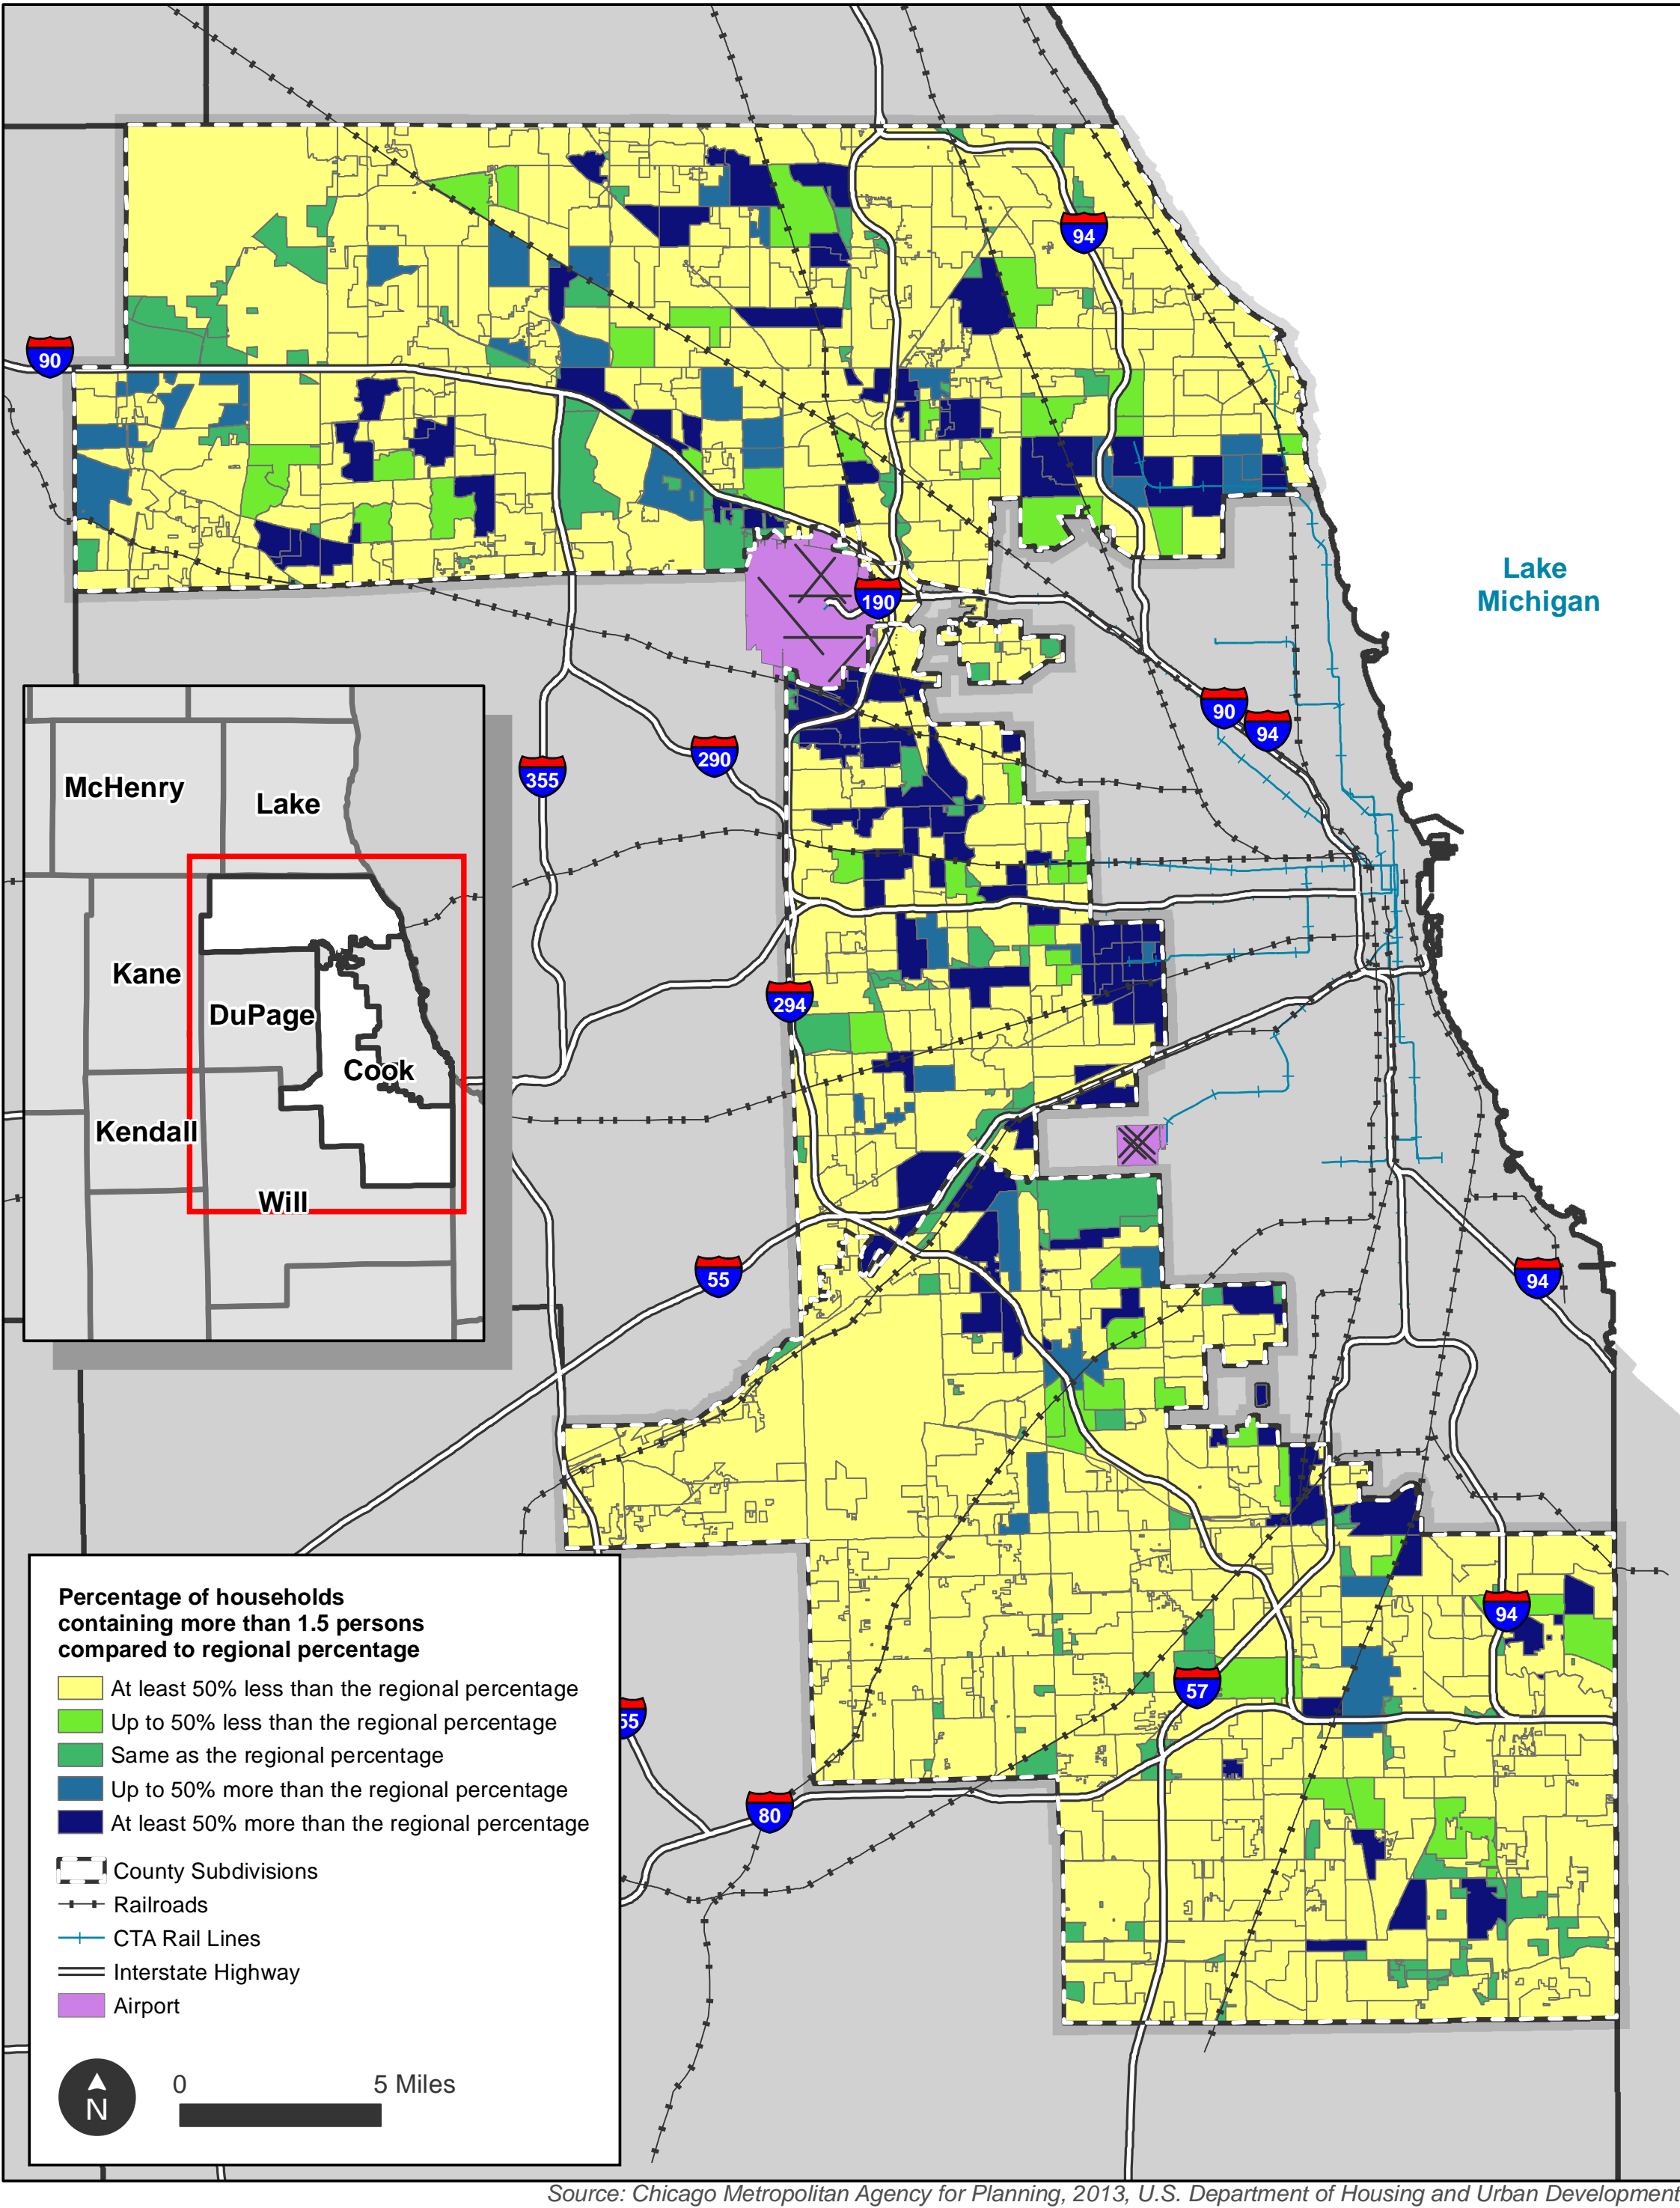 94
90
Lake
Michigan
190
90
94
290
355
McHenry
Lake
Kane
294
DuPage
Cook
Kendall
Will
55
94
Percentage of households
containing more than 1.5 persons
compared to regional percentage
At least 50% less than the regional percentage
Up to 50% less than the regional percentage
Same as the regional percentage
Up to 50% more than the regional percentage
At least 50% more than the regional percentage
94
57
55
80
County Subdivisions
Railroads
CTA Rail Lines
Interstate Highway
Airport
N
0 5 Miles
Source: Chicago Metropolitan Agency for Planning, 2013, U.S. Department of Housing and Urban Development